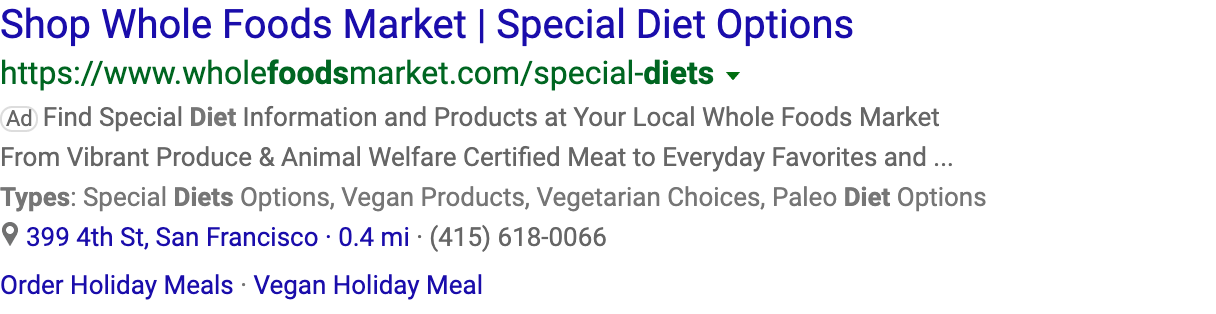 Shop Whole Foods Market | Special Diet Options
https://www.wholefoodsmarket.com/special-diets
Ad Find Special Diet Information and Products at Your Local Whole Foods Market
From Vibrant Produce & Animal Welfare Certified Meat to Everyday Favorites and ...
Types: Special Diets Options, Vegan Products, Vegetarian Choices, Paleo Diet Options
399 4th St, San Francisco · 0.4 mi · (415) 618-0066
Order Holiday Meals · Vegan Holiday Meal